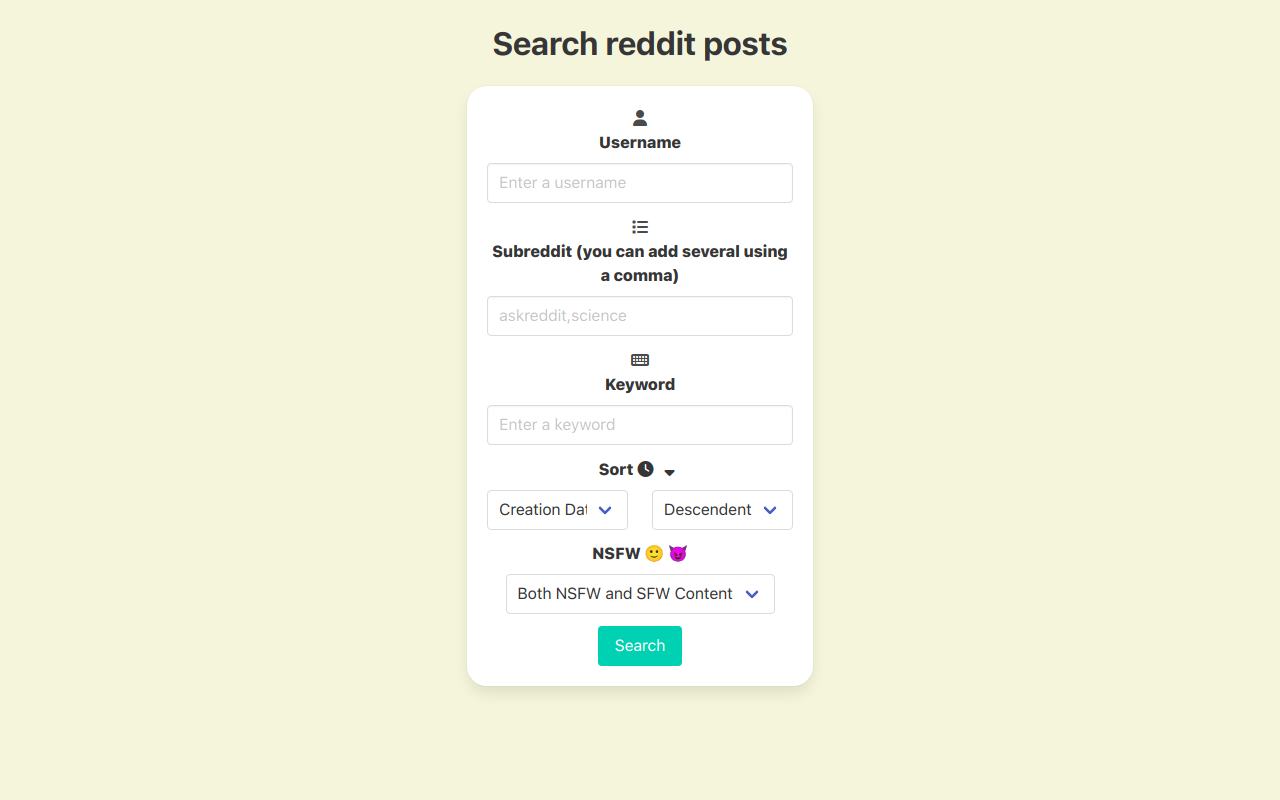 Search reddit posts
Username
Enter a username
Subreddit (you can add several using
a comma)
askreddit,science
Keyword
Enter a keyword
Sort
Creation Dat
Descendent
NSFW 🙂 😈
Both NSFW and SFW Content
Search